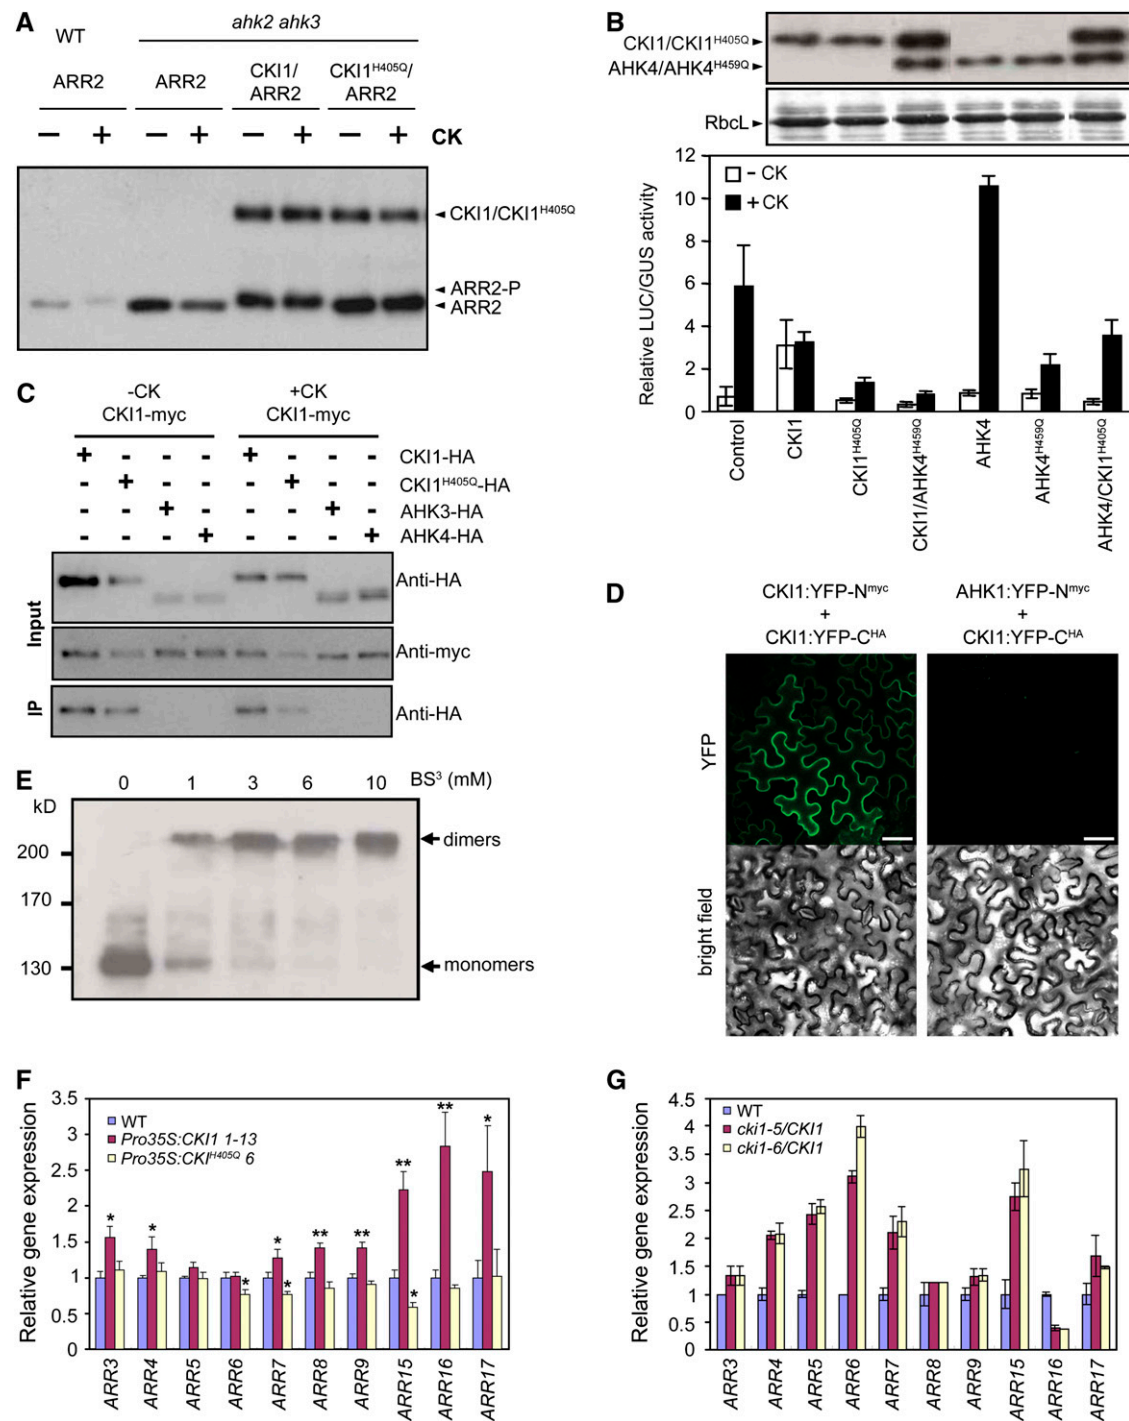 A
ahk2 ahk3
WT
ARR2
ARR2
CKI1/
ARR2
CKI1H405Q/
ARR2
− + − + − + − + CK
CKI1/CKI1H405Q
ARR2-P
ARR2
B
CKI1/CKI1H405Q
AHK4/AHK4H459Q
RbcL
Relative LUC/GUS activity
12
10
8
6
4
2
0
- CK
+ CK
Control
CKI1
CKI1H405Q
CKI1/AHK4H459Q
AHK4
AHK4H459Q
AHK4/CKI1H405Q
C
-CK
CKI1-myc
+CK
CKI1-myc
+ - - - + - - - CKI1-HA
- + - - - + - - CKI1H405Q-HA
- - + - - - + - AHK3-HA
- - - + - - - + AHK4-HA
Input
Anti-HA
Anti-myc
IP
Anti-HA
D
CKI1:YFP-Nmyc
+
CKI1:YFP-CHA
AHK1:YFP-Nmyc
+
CKI1:YFP-CHA
YFP
bright field
E
0 1 3 6 10 BS3 (mM)
kD
200
170
130
dimers
monomers
F
Relative gene expression
3.5
3
2.5
2
1.5
1
0.5
0
WT
Pro35S:CKI1 1-13
Pro35S:CKIH405Q 6
* * * * * ** ** ** * ** *
ARR3
ARR4
ARR5
ARR6
ARR7
ARR8
ARR9
ARR15
ARR16
ARR17
G
Relative gene expression
4.5
4
3.5
3
2.5
2
1.5
1
0.5
0
WT
cki1-5/CKI1
cki1-6/CKI1
ARR3
ARR4
ARR5
ARR6
ARR7
ARR8
ARR9
ARR15
ARR16
ARR17